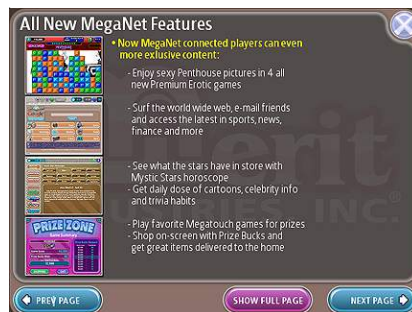 All New MegaNet Features
• Now MegaNet connected players can even
more exlusive content:
- Enjoy sexy Penthouse pictures in 4 all
new Premium Erotic games
- Surf the world wide web, e-mail friends
and access the latest in sports, news,
finance and more
- See what the stars have in store with
Mystic Stars horoscope
- Get daily dose of cartoons, celebrity info
and trivia habits
- Play favorite Megatouch games for prizes
- Shop on-screen with Prize Bucks and
get great items delivered to the home
PRIZE ZONE
PREV PAGE
SHOW FULL PAGE
NEXT PAGE